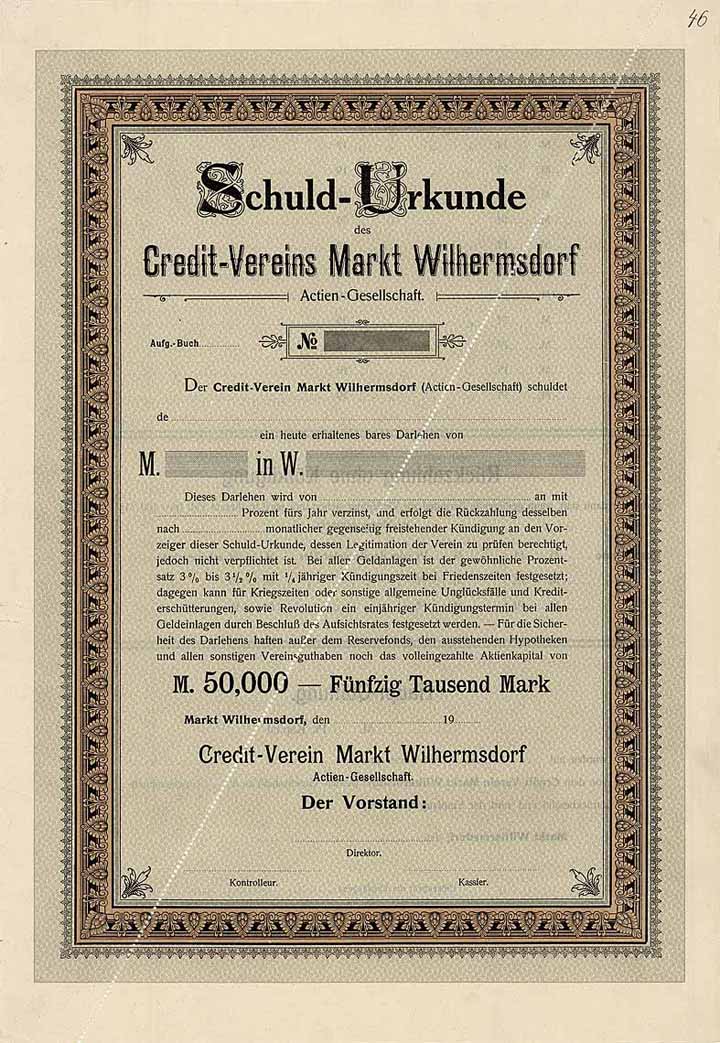 46
Schuld-Urkunde
des
Credit-Vereins Markt Wilhermsdorf
Actien-Gesellschaft.
Aufg.-Buch
No
Der Credit-Verein Markt Wilhermsdorf (Actien-Gesellschaft) schuldet
de
ein heute erhaltenes bares Darlehen von
M. in W.
Dieses Darlehen wird von an mit
Prozent fürs Jahr verzinst, und erfolgt die Rückzahlung desselben
nach monatlicher gegenseitig freistehender Kündigung an den Vor-
zeiger dieser Schuld-Urkunde, dessen Legitimation der Verein zu prüfen berechtigt,
jedoch nicht verpflichtet ist. Bei aller Geldanlagen ist der gewöhnliche Prozent-
satz 3% bis 3½% mit ¼ jähriger Kündigungszeit bei Friedenszeiten festgesetzt;
dagegen kann für Kriegszeiten oder sonstige allgemeine Unglücksfälle und Kredit-
erschütterungen, sowie Revolution ein einjähriger Kündigungstermin bei allen
Geldeinlagen durch Beschluß des Aufsichtsrates festgesetzt werden. — Für die Sicher-
heit des Darlehens haften außer dem Reservefonds, den ausstehenden Hypotheken
und allen sonstigen Vereinsguthaben noch das volleingezahlte Aktienkapital von
M. 50,000 — Fünfzig Tausend Mark
Markt Wilhermsdorf, den 19
Credit-Verein Markt Wilhermsdorf
Actien-Gesellschaft.
Der Vorstand:
Direktor.
Kontrolleur. Kassier.